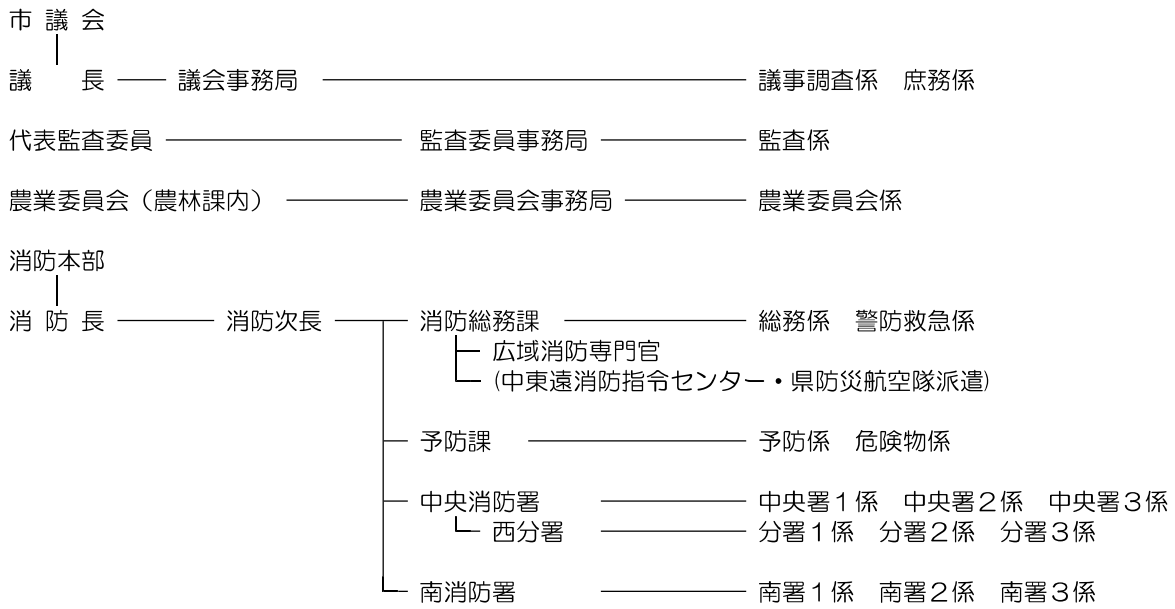 市 議 会
議　　長 議会事務局 議事調査係　庶務係
代表監査委員 監査委員事務局 監査係
農業委員会（農林課内） 農業委員会事務局 農業委員会係
消防本部
消 防 長 消防次長 消防総務課 総務係　警防救急係
広域消防専門官
(中東遠消防指令センター・県防災航空隊派遣)
予防課 予防係　危険物係
中央消防署 中央署１係　中央署２係　中央署３係
西分署 分署１係　分署２係　分署３係
南消防署 南署１係　南署２係　南署３係